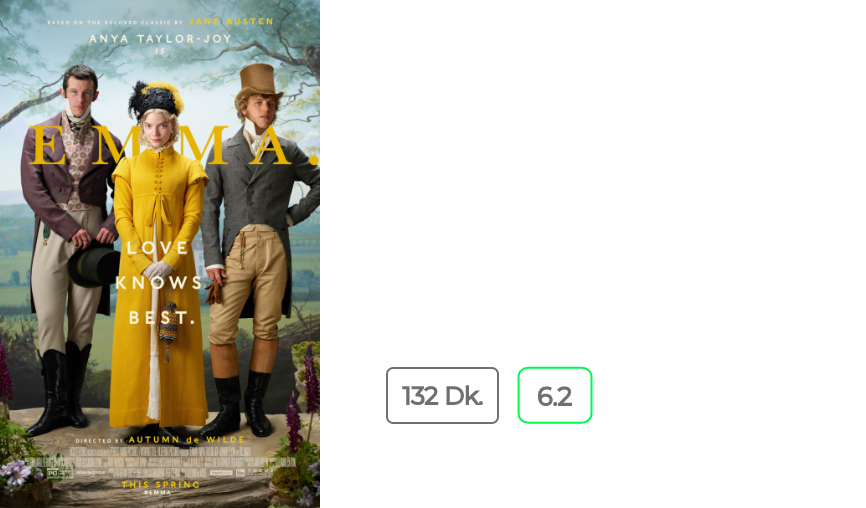 BASED ON THE BELOVED CLASSIC BY JANE AUSTEN
ANYA TAYLOR-JOY
IS
EMMA.
LOVE
KNOWS
BEST.
DIRECTED BY AUTUMN de WILDE
PG
THIS SPRING
#EMMA
132 Dk.
6.2